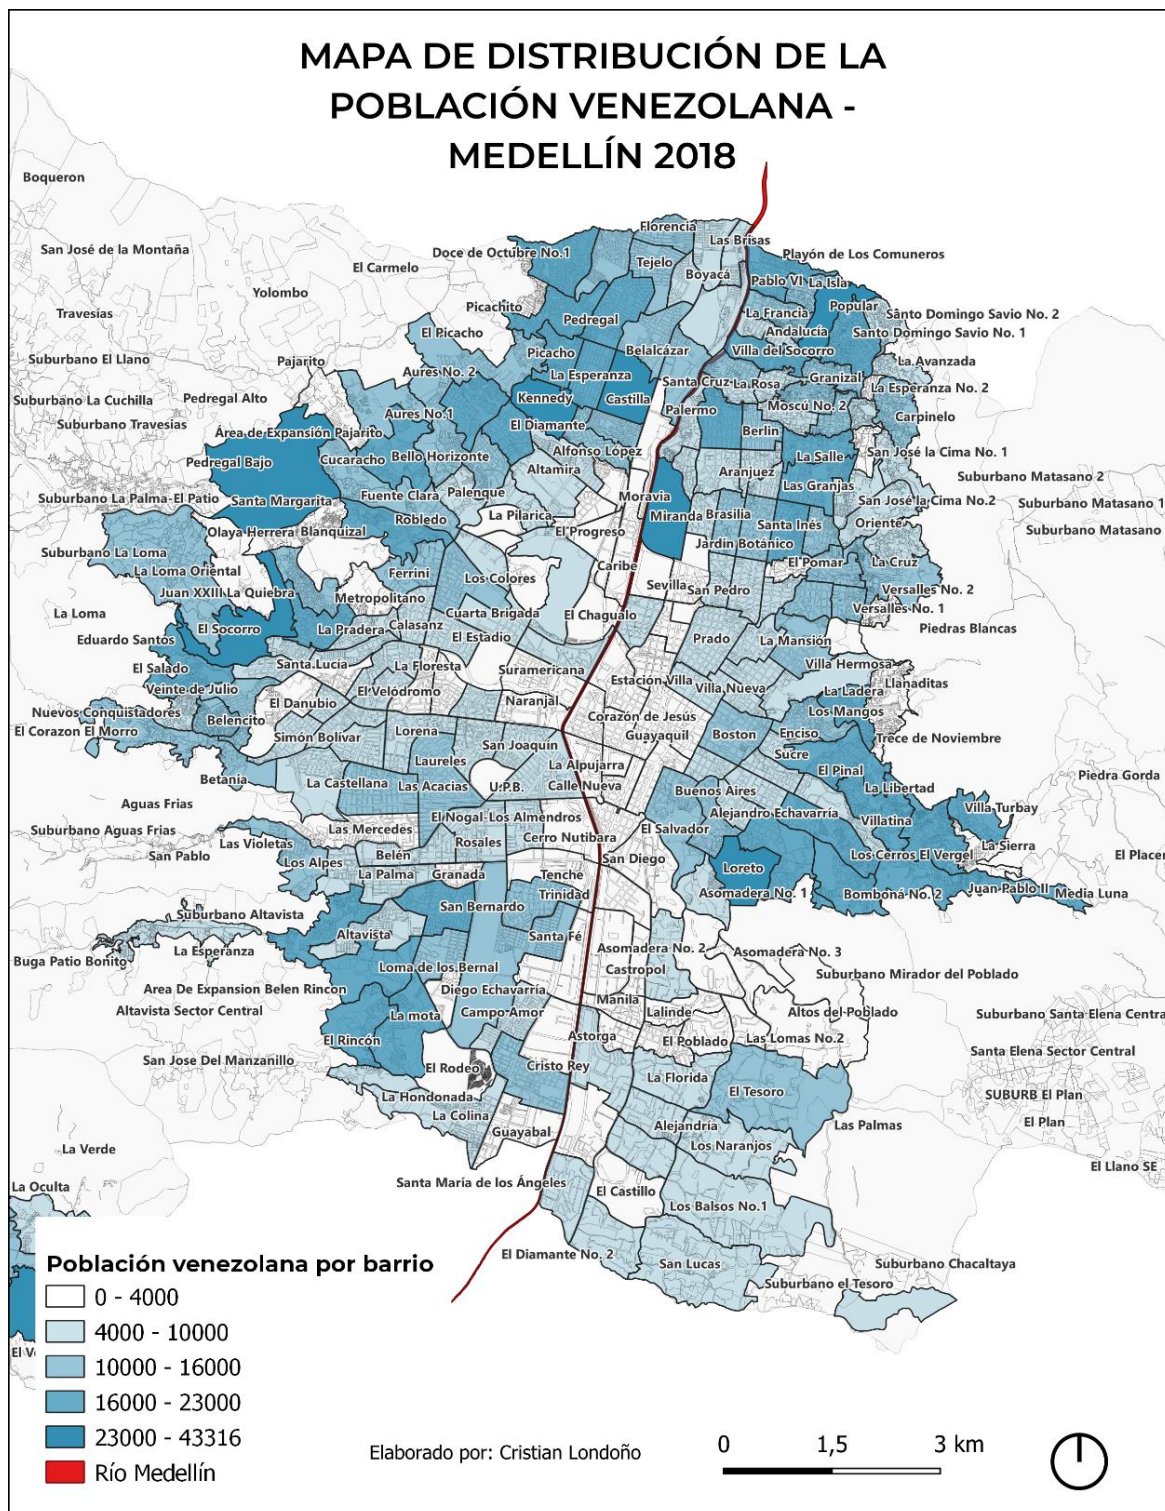 MAPA DE DISTRIBUCIÓN DE LA
POBLACIÓN VENEZOLANA -
MEDELLÍN 2018
Boqueron
Florencia
Las Brisas
San José de la Montaña
Doce de Octubre No.1
Playón de Los Comuneros
El Carmelo
Tejelo
Boyacá
Pablo VI
La Isla
Yolombo
Picachito
Popular
Travesías
Pedregal
La Francia
Santo Domingo Savio No. 2
El Picacho
Andalucía
Santo Domingo Savio No. 1
Suburbano El Llano
Pajarito
Picacho
Belalcázar
Villa del Socorro
La Avanzada
Aures No. 2
La Esperanza
Santa Cruz
La Rosa
Granizal
La Esperanza No. 2
Suburbano La Cuchilla
Pedregal Alto
Kennedy
Castilla
Palermo
Moscú No. 2
Carpinelo
Suburbano Travesias
Aures No.1
El Diamante
Berlin
Área de Expansión Pajarito
Cucaracho
Bello Horizonte
Alfonso López
La Salle
San José la Cima No. 1
Pedregal Bajo
Altamira
Aranjuez
Suburbano Matasano 2
Suburbano La Palma-El Patio
Santa Margarita
Fuente Clara
Palenque
Moravia
Las Granjas
San José la Cima No.2
Suburbano Matasano 1
La Pilarica
Miranda
Brasilia
Olaya Herrera
Blanquizal
Robledo
El Progreso
Santa Inés
Oriente
Suburbano Matasano
Suburbano La Loma
Jardín Botánico
La Loma Oriental
Ferrini
Los Colores
Caribe
El Pomar
La Cruz
Juan XXIII La Quiebra
Metropolitano
Sevilla
San Pedro
Versalles No. 2
La Loma
Cuarta Brigada
El Chagualo
Versalles No. 1
El Socorro
La Pradera
Calasanz
Piedras Blancas
Eduardo Santos
El Estadio
Prado
La Mansión
El Salado
Santa Lucía
La Floresta
Suramericana
Villa Hermosa
Veinte de Julio
El Velódromo
Estación Villa
Villa Nueva
La Ladera
Llanaditas
Nuevos Conquistadores
El Danubio
Naranjal
Los Mangos
El Corazon El Morro
Belencito
Simón Bolívar
Lorena
Corazón de Jesús
Guayaquil
Boston
Enciso
Trece de Noviembre
San Joaquín
Sucre
Betania
Laureles
La Alpujarra
El Pinal
Piedra Gorda
La Castellana
Las Acacias
U.P.B.
Calle Nueva
Buenos Aires
La Libertad
Aguas Frias
El Nogal-Los Almendros
Alejandro Echavarría
Villa Turbay
Suburbano Aguas Frias
Las Violetas
Las Mercedes
Cerro Nutibara
El Salvador
Villatina
La Sierra
San Pablo
Los Alpes
Belén
Rosales
San Diego
Los Cerros El Vergel
El Placer
La Palma
Granada
Tenche
Loreto
Trinidad
Asomadera No. 1
Bomboná No. 2
Juan Pablo II
Media Luna
Suburbano Altavista
San Bernardo
Altavista
Santa Fé
La Esperanza
Asomadera No. 2
Asomadera No. 3
Buga Patio Bonito
Loma de los Bernal
Castropol
Suburbano Mirador del Poblado
Area De Expansion Belen Rincon
Diego Echavarría
Manila
Altavista Sector Central
La mota
Campo Amor
Lalinde
Altos del Poblado
Suburbano Santa Elena Central
El Rincón
Astorga
El Poblado
Las Lomas No.2
Santa Elena Sector Central
San Jose Del Manzanillo
El Rodeo
Cristo Rey
La Florida
El Tesoro
SUBURB El Plan
La Hondonada
El Plan
La Colina
Guayabal
Alejandría
Las Palmas
Los Naranjos
La Verde
El Llano SE
Santa María de los Ángeles
El Castillo
La Oculta
Los Balsos No.1
El Diamante No. 2
San Lucas
Suburbano Chacaltaya
Suburbano el Tesoro
Población venezolana por barrio
0 - 4000
4000 - 10000
10000 - 16000
16000 - 23000
23000 - 43316
Río Medellín
Elaborado por: Cristian Londoño
0 1,5 3 km